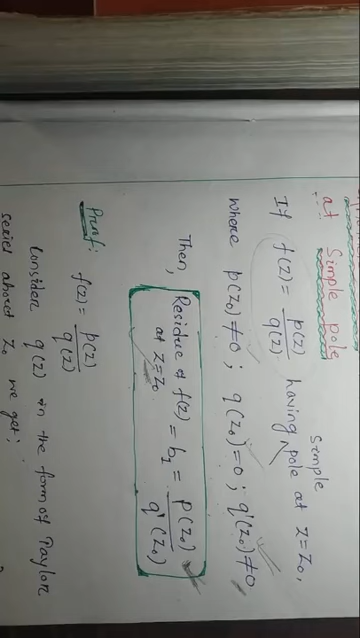 at Simple pole
If f(z) = p(z)/q(z) having simple pole at z=z₀,
where p(z₀)≠0 ; q(z₀)=0 ; q'(z₀)≠0
Then, Residue of f(z) at z=z₀ = b₁ = p(z₀)/q'(z₀)
Proof: f(z) = p(z)/q(z)
Consider q(z) in the form of Taylor
series about z₀ we get;